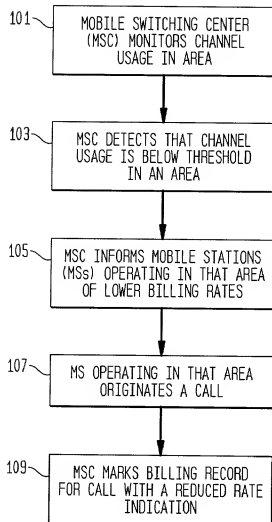 101
MOBILE SWITCHING CENTER
(MSC) MONITORS CHANNEL
USAGE IN AREA
103
MSC DETECTS THAT CHANNEL
USAGE IS BELOW THRESHOLD
IN AN AREA
105
MSC INFORMS MOBILE STATIONS
(MSs) OPERATING IN THAT AREA
OF LOWER BILLING RATES
107
MS OPERATING IN THAT AREA
ORIGINATES A CALL
109
MSC MARKS BILLING RECORD
FOR CALL WITH A REDUCED RATE
INDICATION